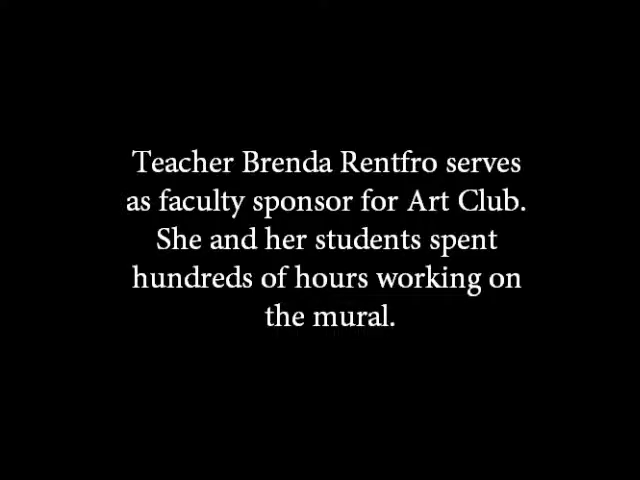 Teacher Brenda Rentfro serves
as faculty sponsor for Art Club.
She and her students spent
hundreds of hours working on
the mural.